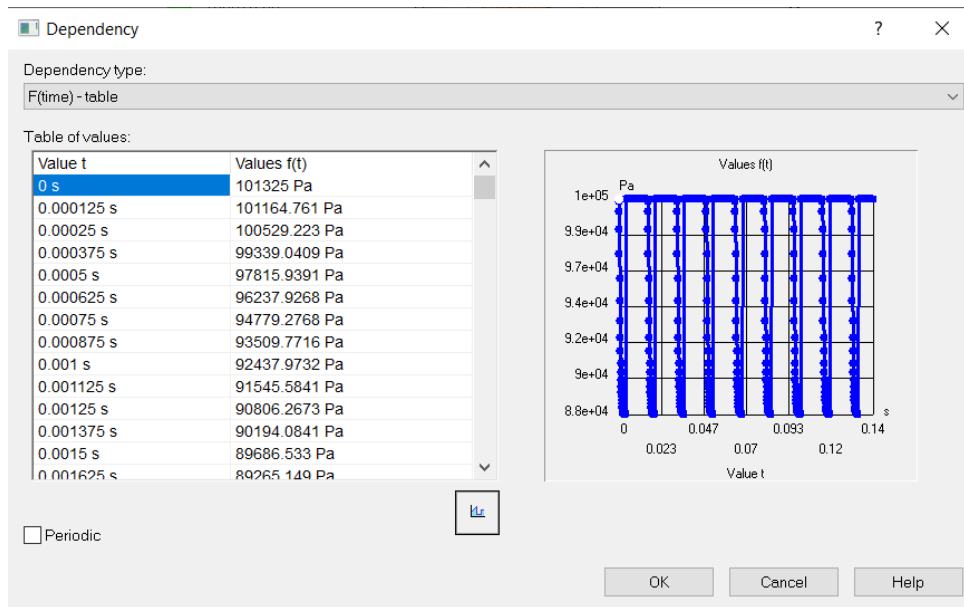 Dependency
?
Dependency type:
F(time) - table
Table of values:
Value t Values f(t)
0 s 101325 Pa
0.000125 s 101164.761 Pa
0.00025 s 100529.223 Pa
0.000375 s 99339.0409 Pa
0.0005 s 97815.9391 Pa
0.000625 s 96237.9268 Pa
0.00075 s 94779.2768 Pa
0.000875 s 93509.7716 Pa
0.001 s 92437.9732 Pa
0.001125 s 91545.5841 Pa
0.00125 s 90806.2673 Pa
0.001375 s 90194.0841 Pa
0.0015 s 89686.533 Pa
0.001625 s 89265.149 Pa
Values f(t)
Pa
1e+05
9.9e+04
9.7e+04
9.4e+04
9.2e+04
9e+04
8.8e+04
s
0 0.047 0.093 0.14
0.023 0.07 0.12
Value t
Periodic
OK Cancel Help